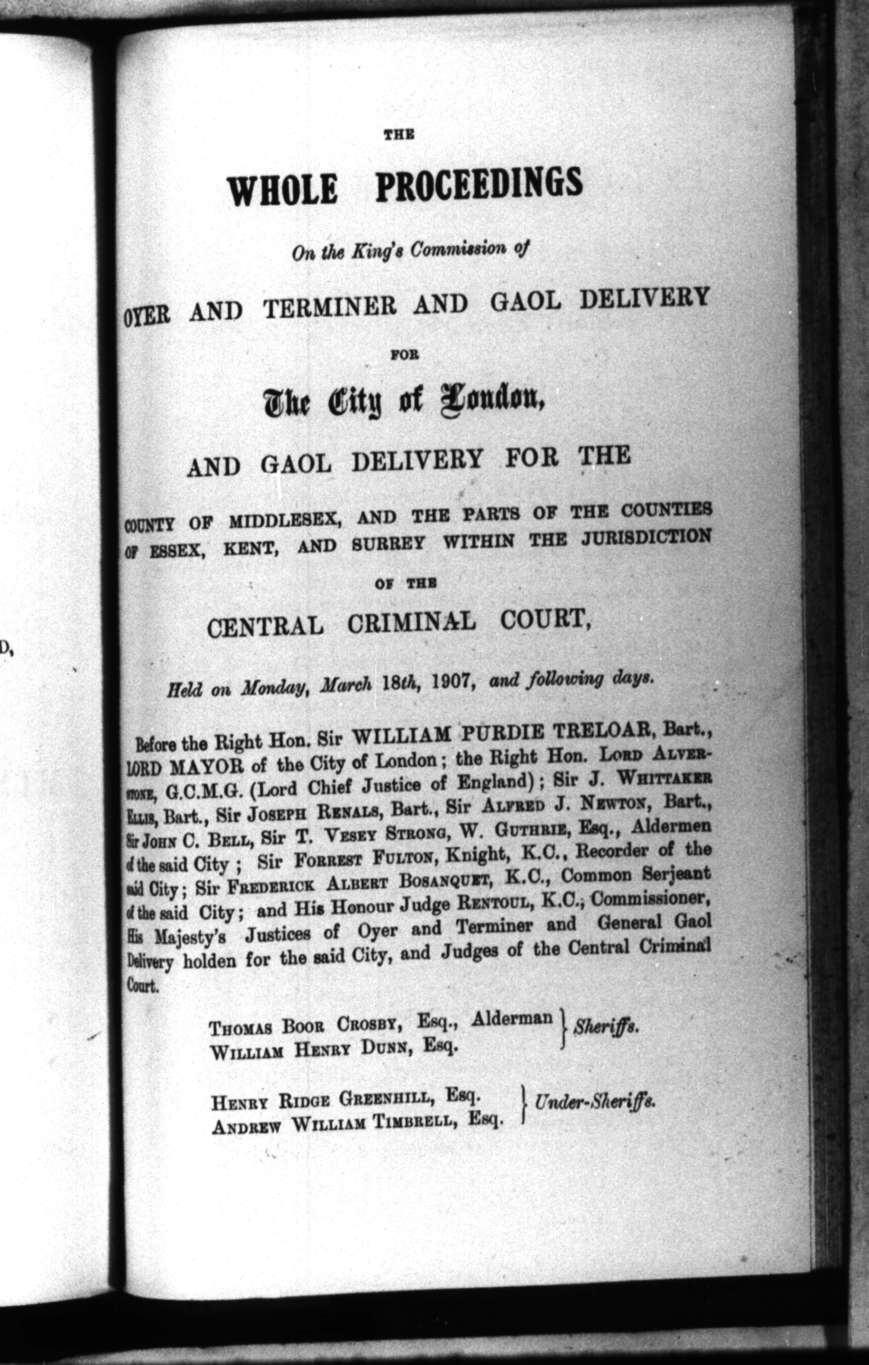 THE
WHOLE PROCEEDINGS
On the King's Commission of
OYER AND TERMINER AND GAOL DELIVERY
FOR
The City of London,
AND GAOL DELIVERY FOR THE
COUNTY OF MIDDLESEX, AND THE PARTS OF THE COUNTIES
OF ESSEX, KENT, AND SURREY WITHIN THE JURISDICTION
OF THE
CENTRAL CRIMINAL COURT,
Held on Monday, March 18th, 1907, and following days.
Before the Right Hon. Sir WILLIAM PURDIE TRELOAR, Bart.,
LORD MAYOR of the City of London; the Right Hon. LORD ALVER-
STONE, G.C.M.G. (Lord Chief Justice of England); Sir J. WHITTAKER
ELLIS, Bart., Sir JOSEPH RENALS, Bart., Sir ALFRED J. NEWTON, Bart.,
Sir JOHN C. BELL, Sir T. VESEY STRONG, W. GUTHRIE, Esq., Aldermen
of the said City; Sir FORREST FULTON, Knight, K.C., Recorder of the
said City; Sir FREDERICK ALBERT BOSANQUET, K.C., Common Serjeant
of the said City; and His Honour Judge RENTOUL, K.C., Commissioner,
His Majesty's Justices of Oyer and Terminer and General Gaol
Delivery holden for the said City, and Judges of the Central Criminal
Court.
THOMAS BOOR CROSBY, Esq., Alderman } Sheriffs.
WILLIAM HENRY DUNN, Esq.
HENRY RIDGE GREENHILL, Esq. } Under-Sheriffs.
ANDREW WILLIAM TIMBRELL, Esq.
D,